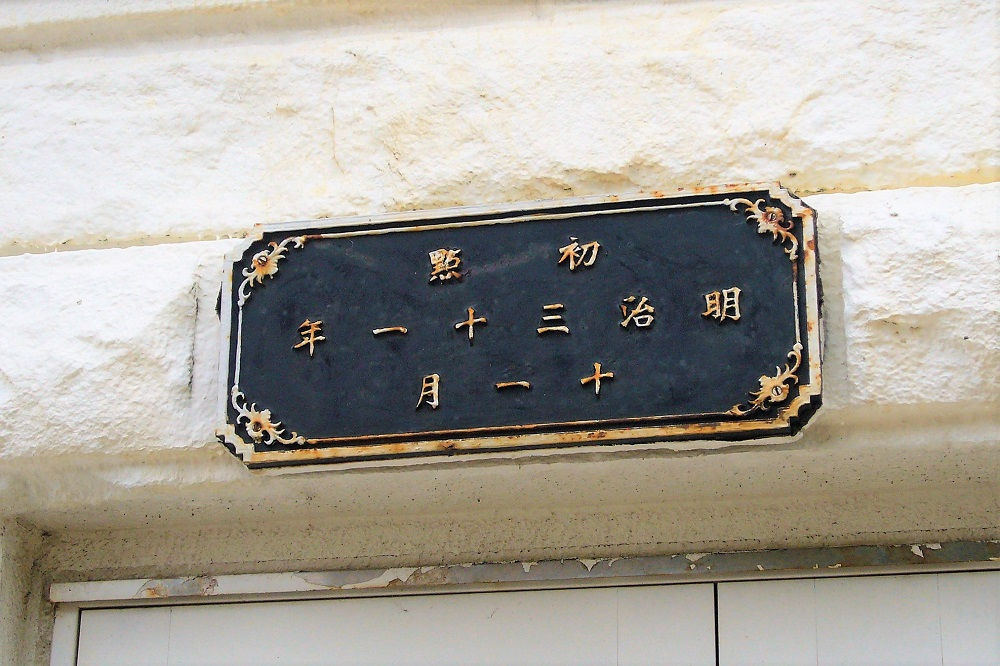 初點
明治三十一年
十一月